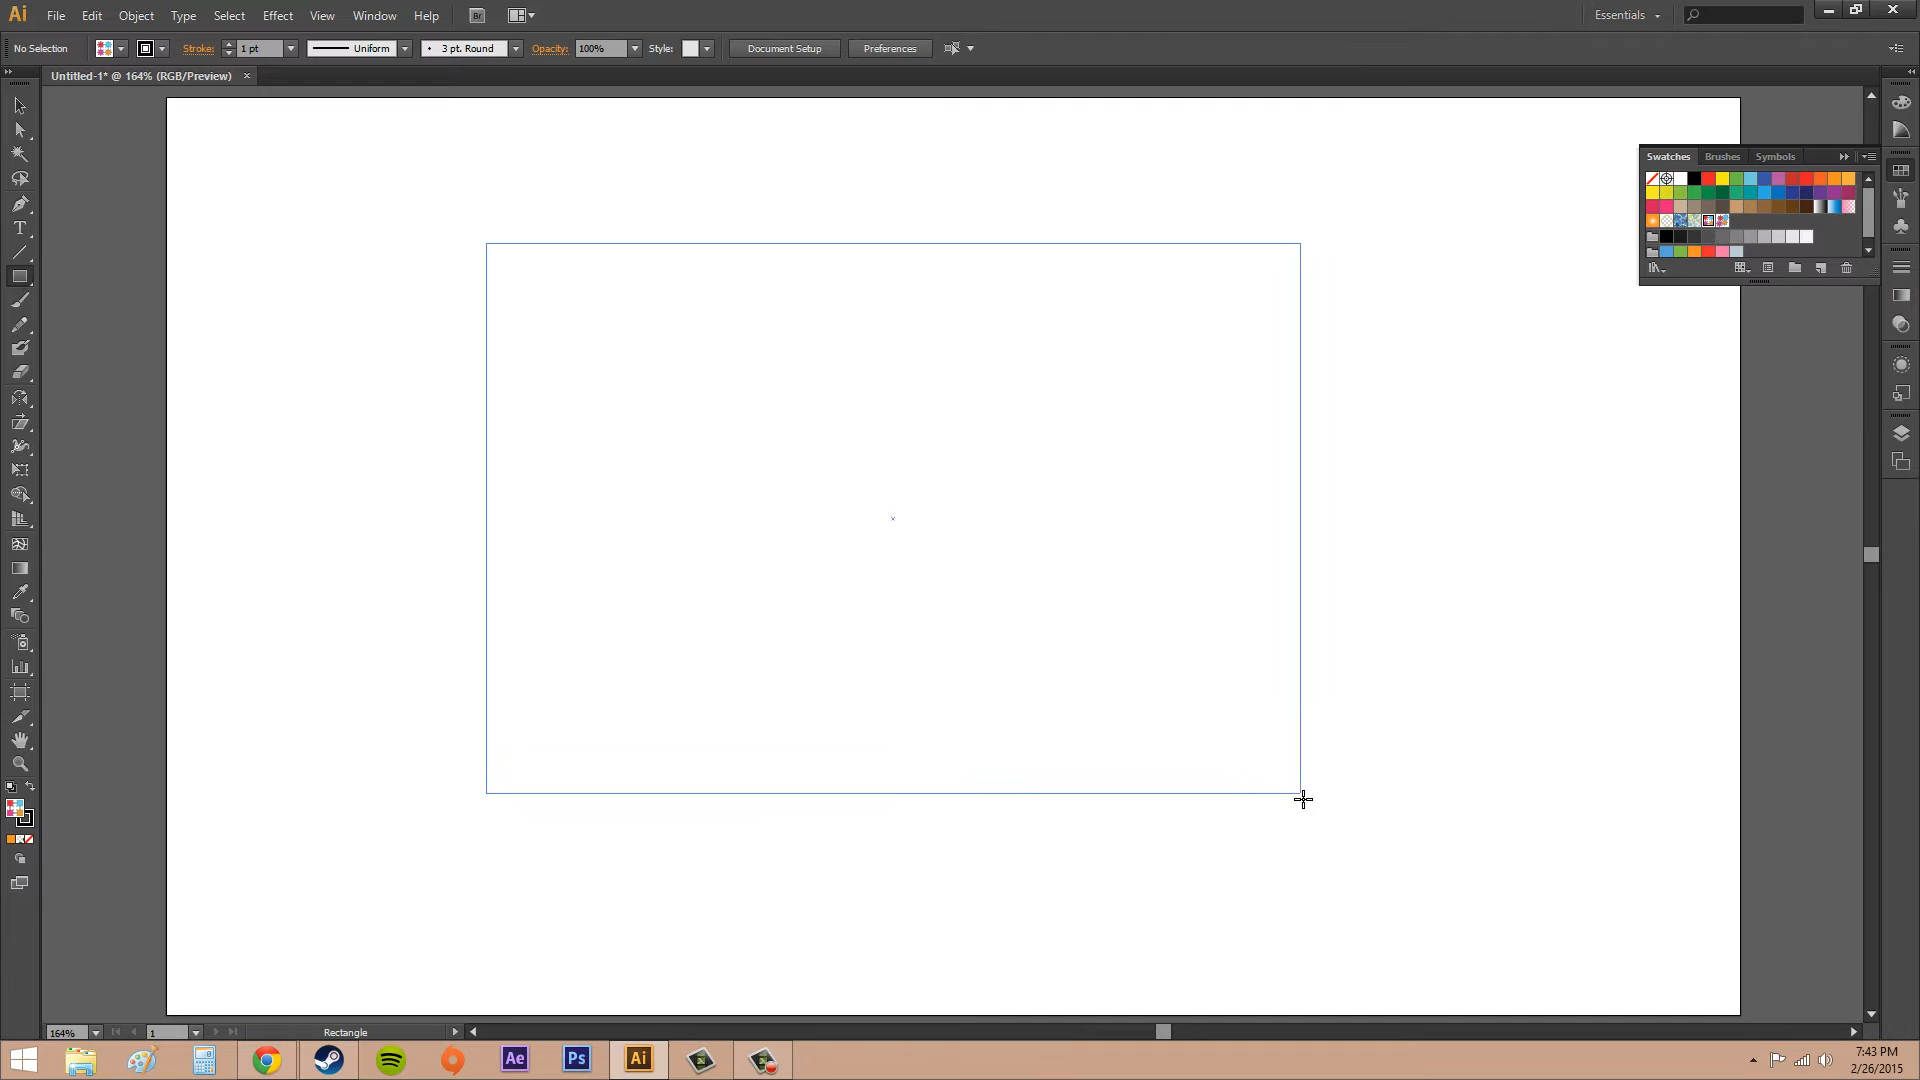 Ai File Edit Object Type Select Effect View Window Help Br Essentials
No Selection Stroke: 1 pt Uniform 3 pt. Round Opacity: 100% Style: Document Setup Preferences
Untitled-1* @ 164% (RGB/Preview) ×
Swatches Brushes Symbols
164% 1 Rectangle
Ae Ps Ai
7:43 PM
2/26/2015